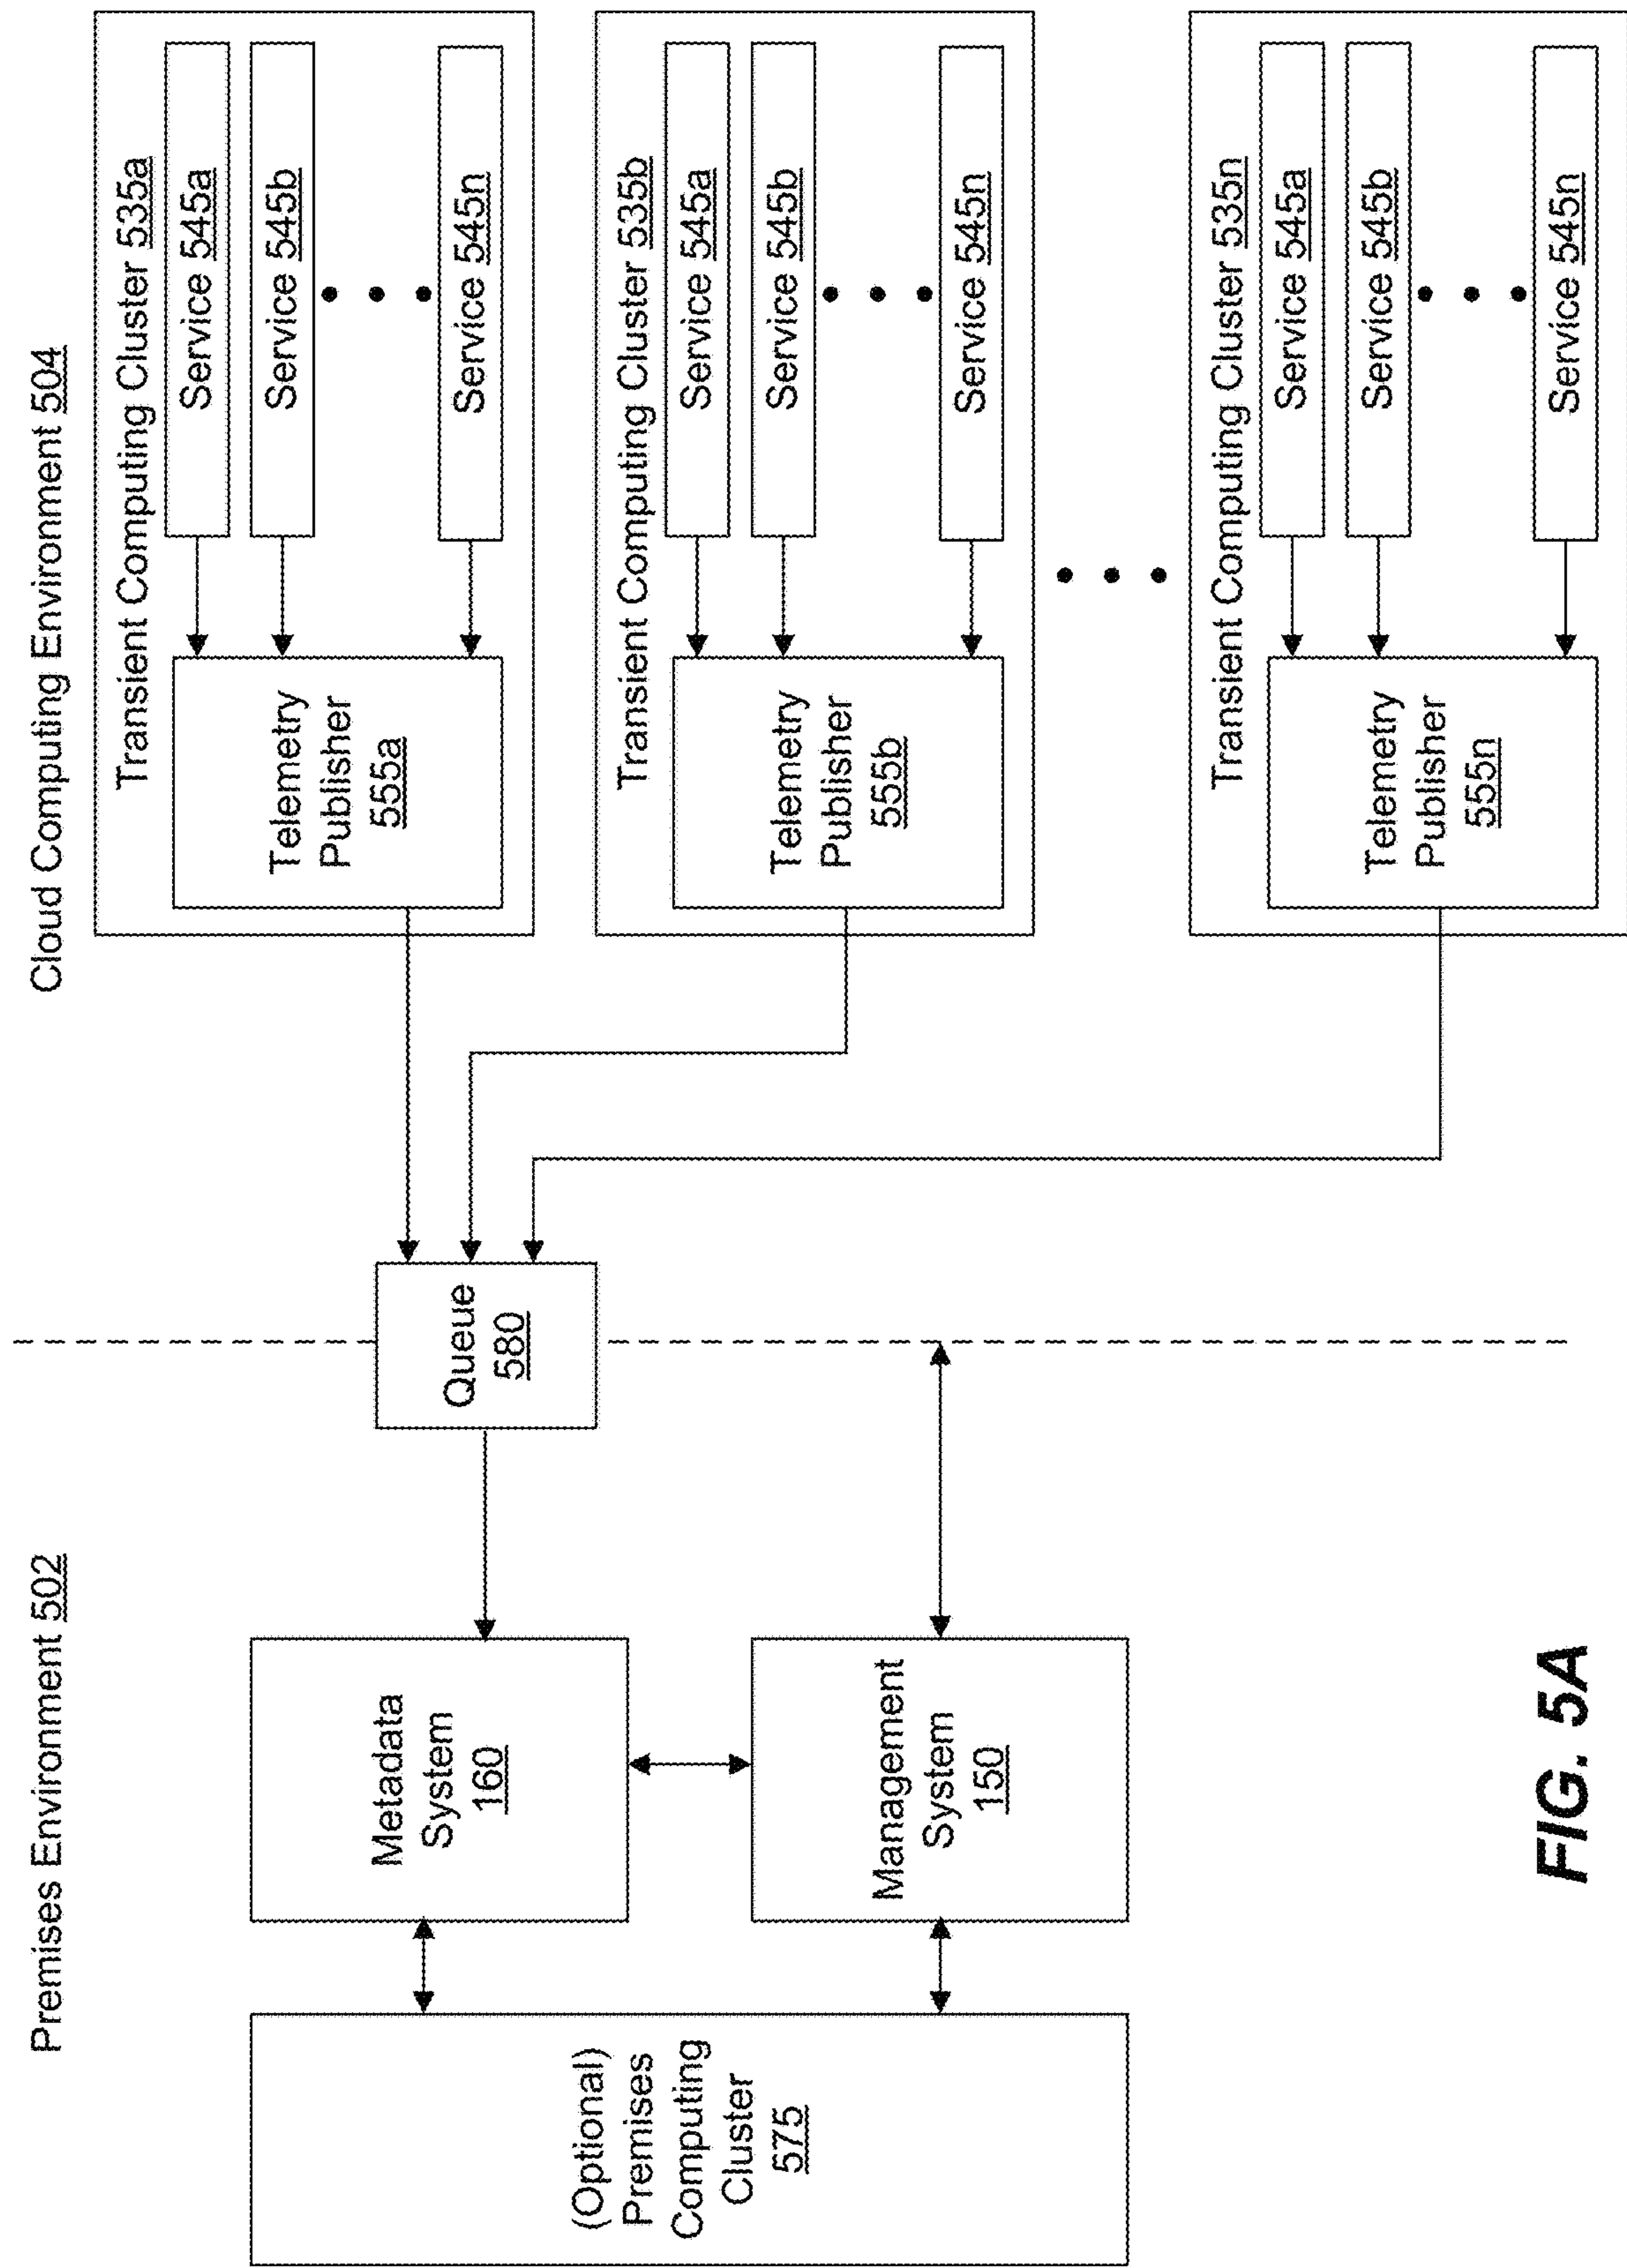 Premises Environment 502
Cloud Computing Environment 504
(Optional)
Premises
Computing
Cluster
575
Metadata
System
160
Management
System
150
Queue
580
Transient Computing Cluster 535a
Telemetry
Publisher
555a
Service 545a
Service 545b
Service 545n
Transient Computing Cluster 535b
Telemetry
Publisher
555b
Service 545a
Service 545b
Service 545n
Transient Computing Cluster 535n
Telemetry
Publisher
555n
Service 545a
Service 545b
Service 545n
FIG. 5A